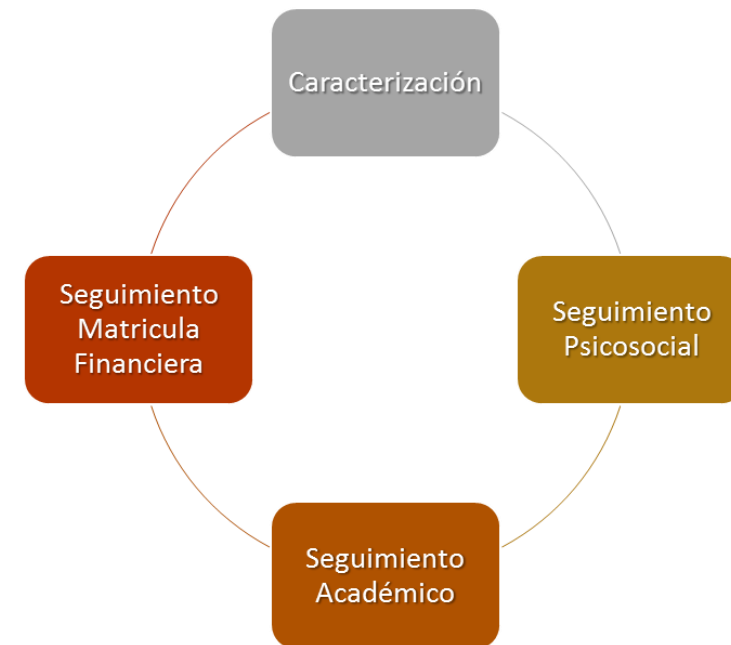 Caracterización
Seguimiento
Psicosocial
Seguimiento
Académico
Seguimiento
Matricula
Financiera